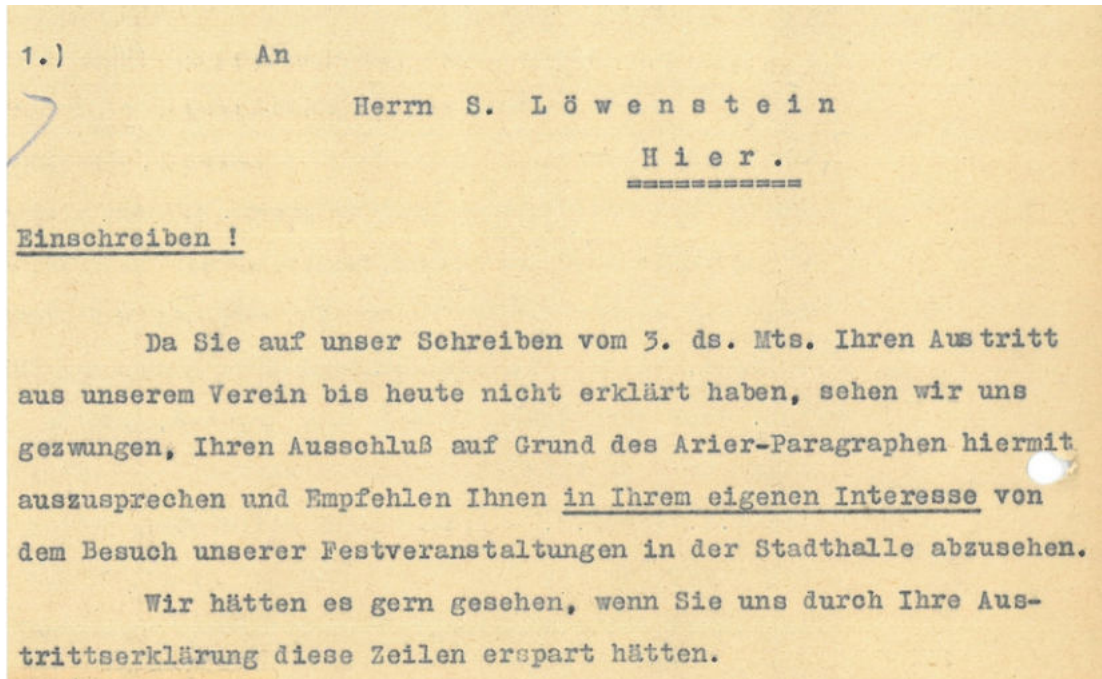 1.) An
Herrn S. Löwenstein
Hier.
Einschreiben !
Da Sie auf unser Schreiben vom 3. ds. Mts. Ihren Austritt
aus unserem Verein bis heute nicht erklärt haben, sehen wir uns
gezwungen, Ihren Ausschluß auf Grund des Arier-Paragraphen hiermit
auszusprechen und Empfehlen Ihnen in Ihrem eigenen Interesse von
dem Besuch unserer Festveranstaltungen in der Stadthalle abzusehen.
Wir hätten es gern gesehen, wenn Sie uns durch Ihre Aus-
trittserklärung diese Zeilen erspart hätten.